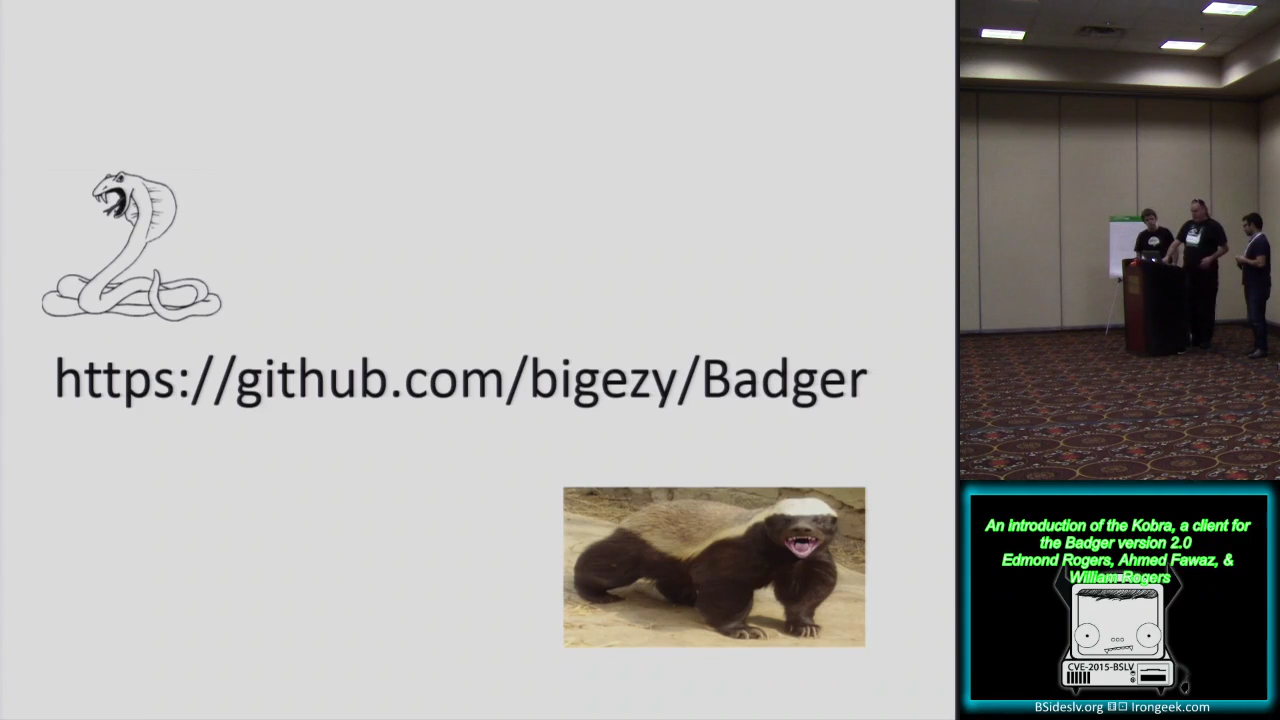 https://github.com/bigezy/Badger
An introduction of the Kobra, a client for
the Badger version 2.0
Edmond Rogers, Ahmed Fawaz, &
William Rogers
CVE-2015-BSLV
BSideslv.org Irongeek.com